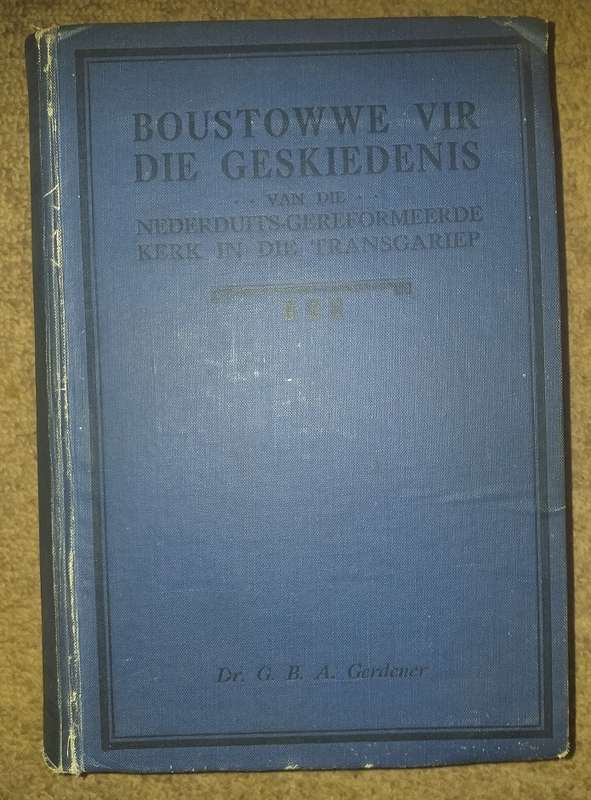 BOUSTOWWE VIR
DIE GESKIEDENIS
·· VAN DIE ··
NEDERDUITS-GEREFORMEERDE
KERK IN DIE TRANSGARIEP
Dr. G. B. A. Gerdener